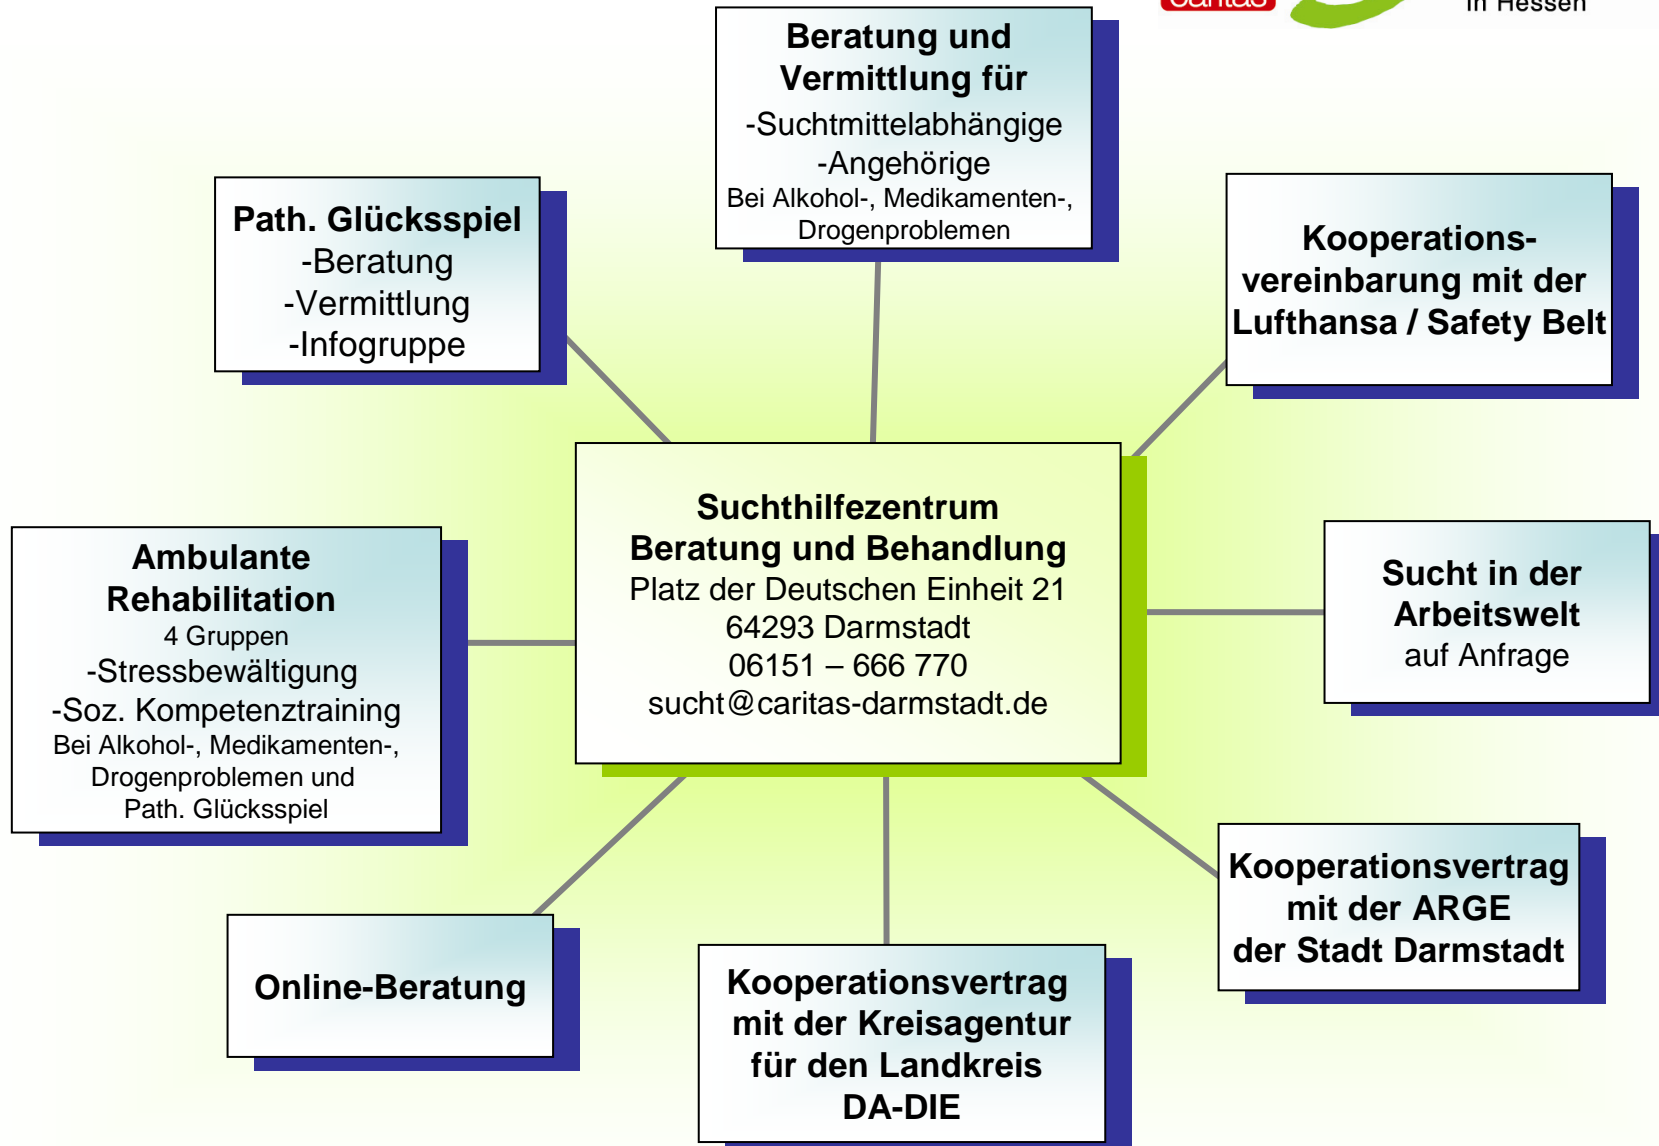 caritas
in Hessen
Beratung und
Vermittlung für
-Suchtmittelabhängige
-Angehörige
Bei Alkohol-, Medikamenten-,
Drogenproblemen
Path. Glücksspiel
-Beratung
-Vermittlung
-Infogruppe
Kooperations-
vereinbarung mit der
Lufthansa / Safety Belt
Suchthilfezentrum
Beratung und Behandlung
Platz der Deutschen Einheit 21
64293 Darmstadt
06151 – 666 770
sucht@caritas-darmstadt.de
Ambulante
Rehabilitation
4 Gruppen
-Stressbewältigung
-Soz. Kompetenztraining
Bei Alkohol-, Medikamenten-,
Drogenproblemen und
Path. Glücksspiel
Sucht in der
Arbeitswelt
auf Anfrage
Kooperationsvertrag
mit der ARGE
der Stadt Darmstadt
Online-Beratung
Kooperationsvertrag
mit der Kreisagentur
für den Landkreis
DA-DIE